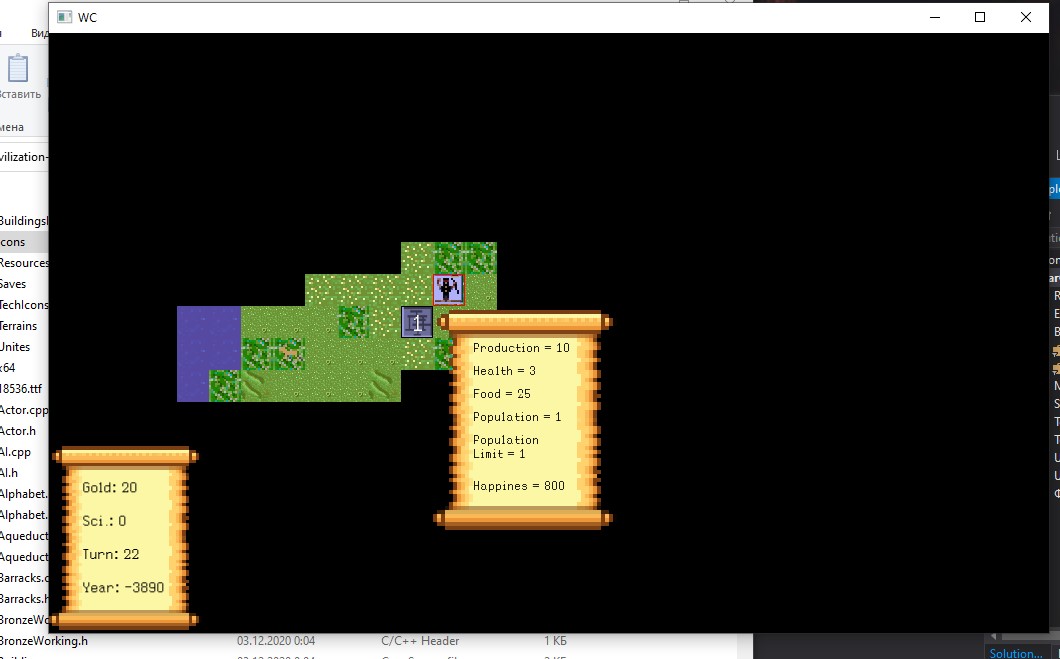 WC
Вид
Вставить
мена
vilization-
Buildings
cons
Resources
Saves
TechIcons
Terrains
Unites
x64
18536.ttf
Actor.cpp
Actor.h
AI.cpp
AI.h
Alphabet.
Alphabet.
Aqueduct
Aqueduct
Barracks.c
Barracks.h
BronzeWo
BronzeWorking.h 03.12.2020 0:04 C/C++ Header 1 КБ
1
Production = 10
Health = 3
Food = 25
Population = 1
Population
Limit = 1
Happines = 800
Gold: 20
Sci.: 0
Turn: 22
Year: -3890
Solution...